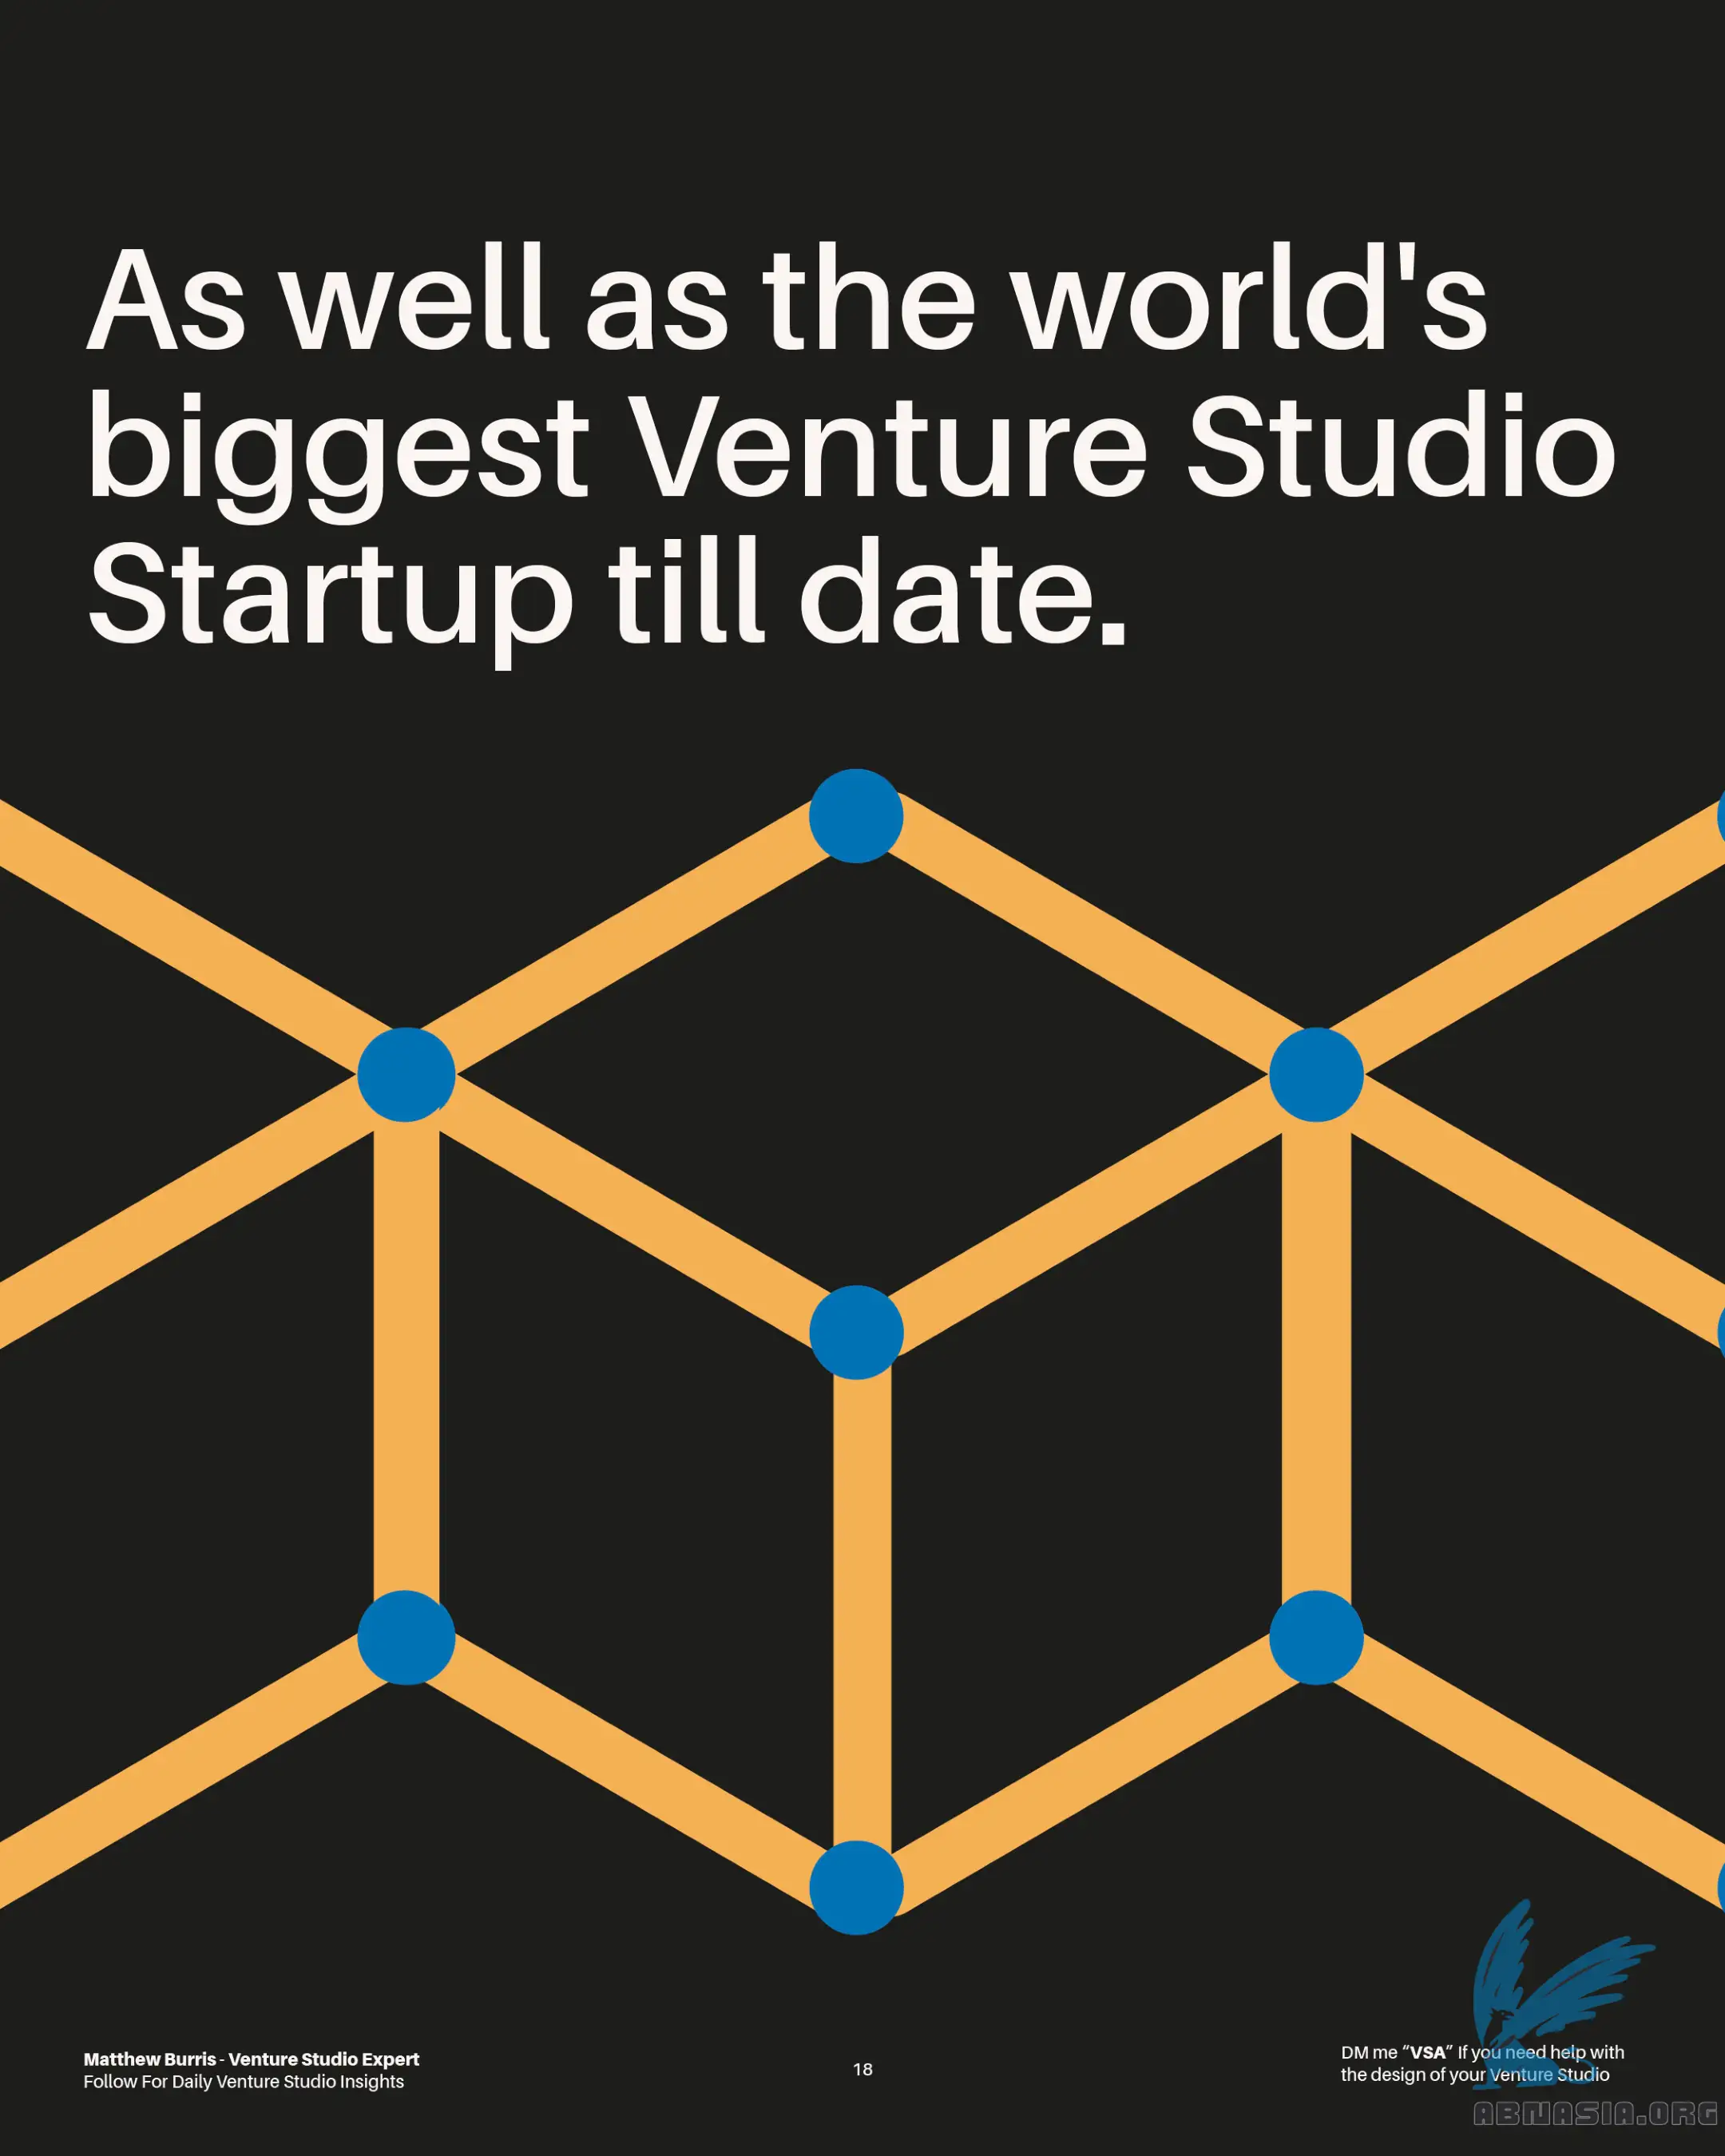 As well as the world's
biggest Venture Studio
Startup till date.
Matthew Burris - Venture Studio Expert
Follow For Daily Venture Studio Insights
18
DM me “VSA” If you need help with
the design of your Venture Studio
ABMASIA.ORG